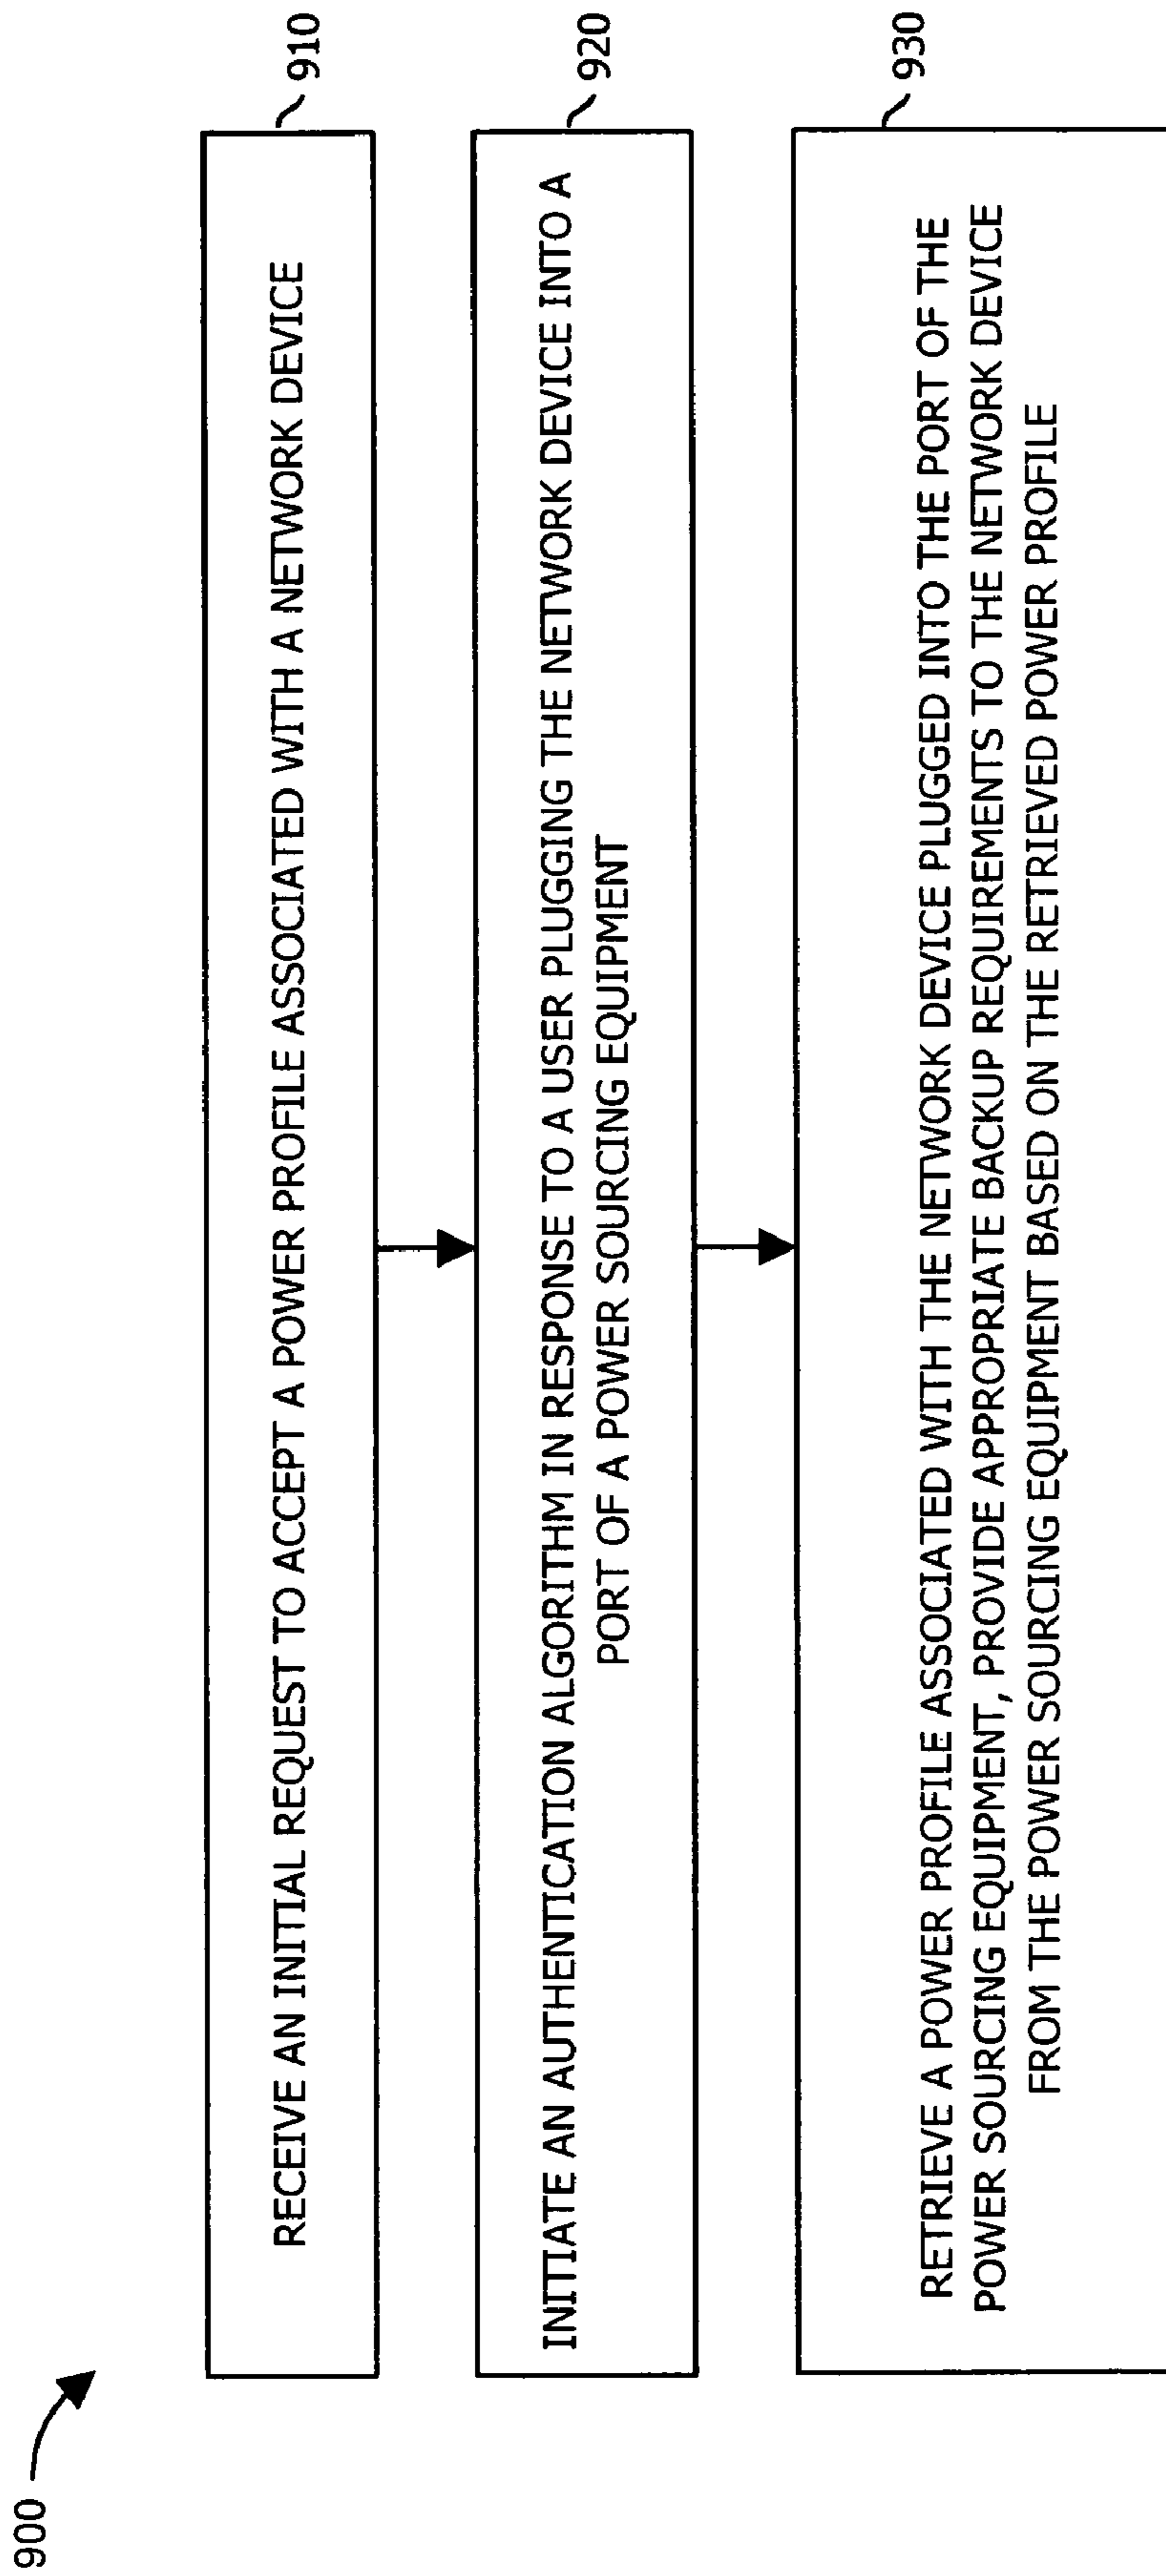 900
RECEIVE AN INITIAL REQUEST TO ACCEPT A POWER PROFILE ASSOCIATED WITH A NETWORK DEVICE
910
INITIATE AN AUTHENTICATION ALGORITHM IN RESPONSE TO A USER PLUGGING THE NETWORK DEVICE INTO A
PORT OF A POWER SOURCING EQUIPMENT
920
RETRIEVE A POWER PROFILE ASSOCIATED WITH THE NETWORK DEVICE PLUGGED INTO THE PORT OF THE
POWER SOURCING EQUIPMENT, PROVIDE APPROPRIATE BACKUP REQUIREMENTS TO THE NETWORK DEVICE
FROM THE POWER SOURCING EQUIPMENT BASED ON THE RETRIEVED POWER PROFILE
930